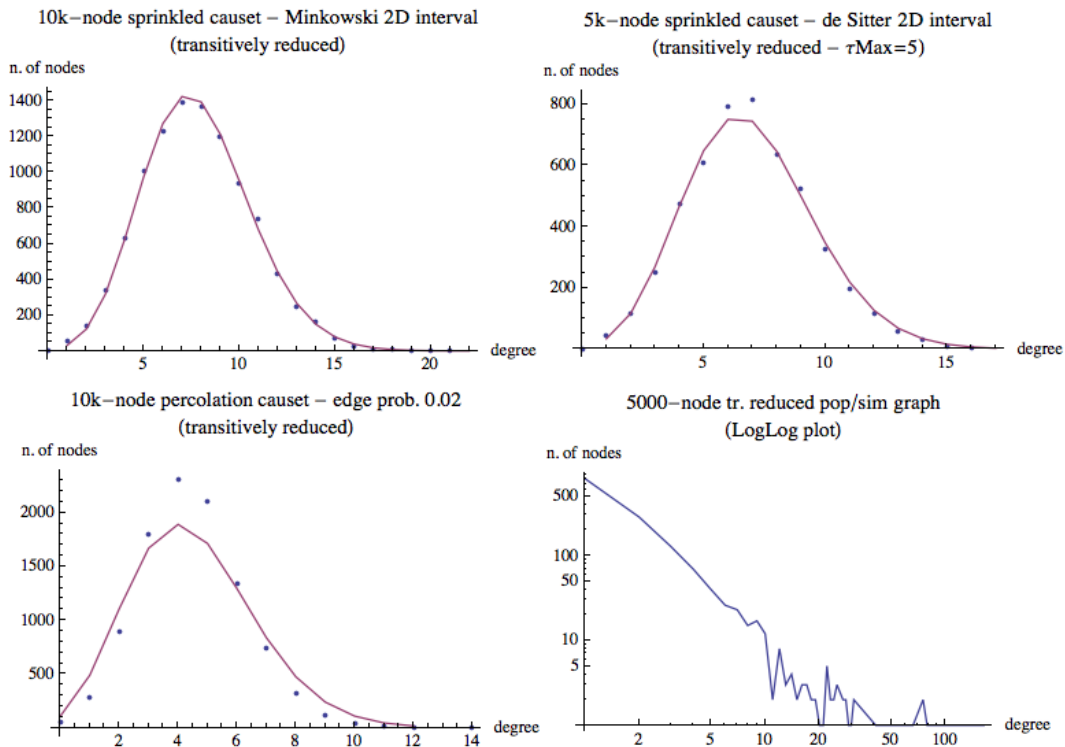 10k−node sprinkled causet − Minkowski 2D interval
(transitively reduced)
n. of nodes
1400
1200
1000
800
600
400
200
5
10
15
20
degree
5k−node sprinkled causet − de Sitter 2D interval
(transitively reduced − τMax=5)
n. of nodes
800
600
400
200
5
10
15
degree
10k−node percolation causet − edge prob. 0.02
(transitively reduced)
n. of nodes
2000
1500
1000
500
2
4
6
8
10
12
14
degree
5000−node tr. reduced pop/sim graph
(LogLog plot)
n. of nodes
500
100
50
10
5
2
5
10
20
50
100
degree